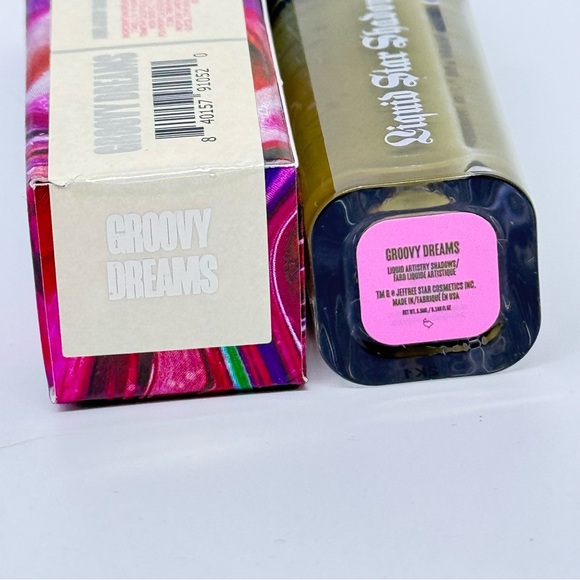 GROOVY DREAMS
8 40157 91052 0
GROOVY
DREAMS
Liquid Star Shadow
GROOVY DREAMS
LIQUID ARTISTRY SHADOWS/
FARD LIQUIDE ARTISTIQUE
TM & © JEFFREE STAR COSMETICS INC.
MADE IN/FABRIQUÉ EN USA